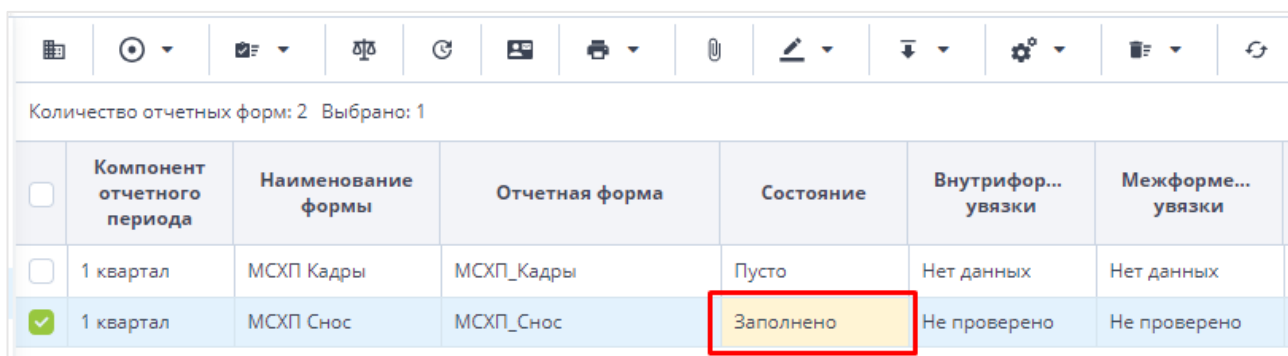 Количество отчетных форм: 2 Выбрано: 1
Компонент отчетного периода Наименование формы Отчетная форма Состояние Внутрифор... увязки Межформе... увязки
1 квартал МСХП Кадры МСХП_Кадры Пусто Нет данных Нет данных
1 квартал МСХП Снос МСХП_Снос Заполнено Не проверено Не проверено